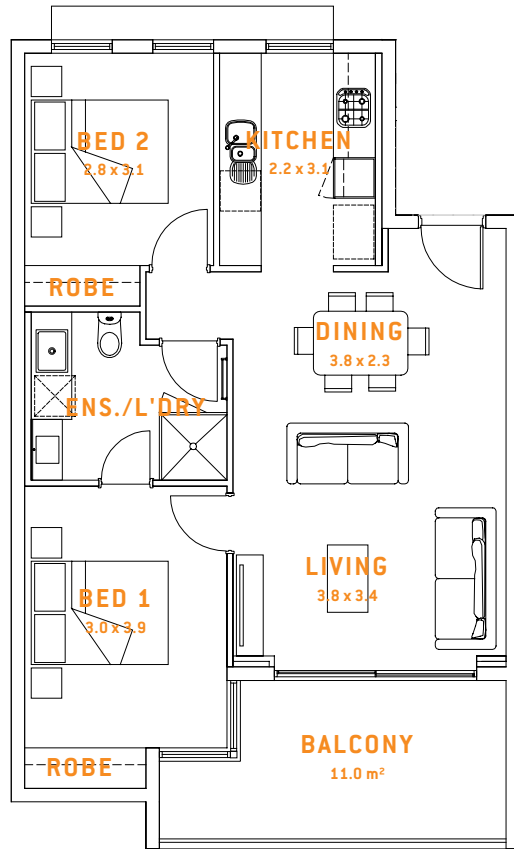 BED 2
2.8 x 3.1
KITCHEN
2.2 x 3.1
ROBE
DINING
3.8 x 2.3
ENS./L'DRY
LIVING
3.8 x 3.4
BED 1
3.0 x 3.9
BALCONY
11.0 m²
ROBE